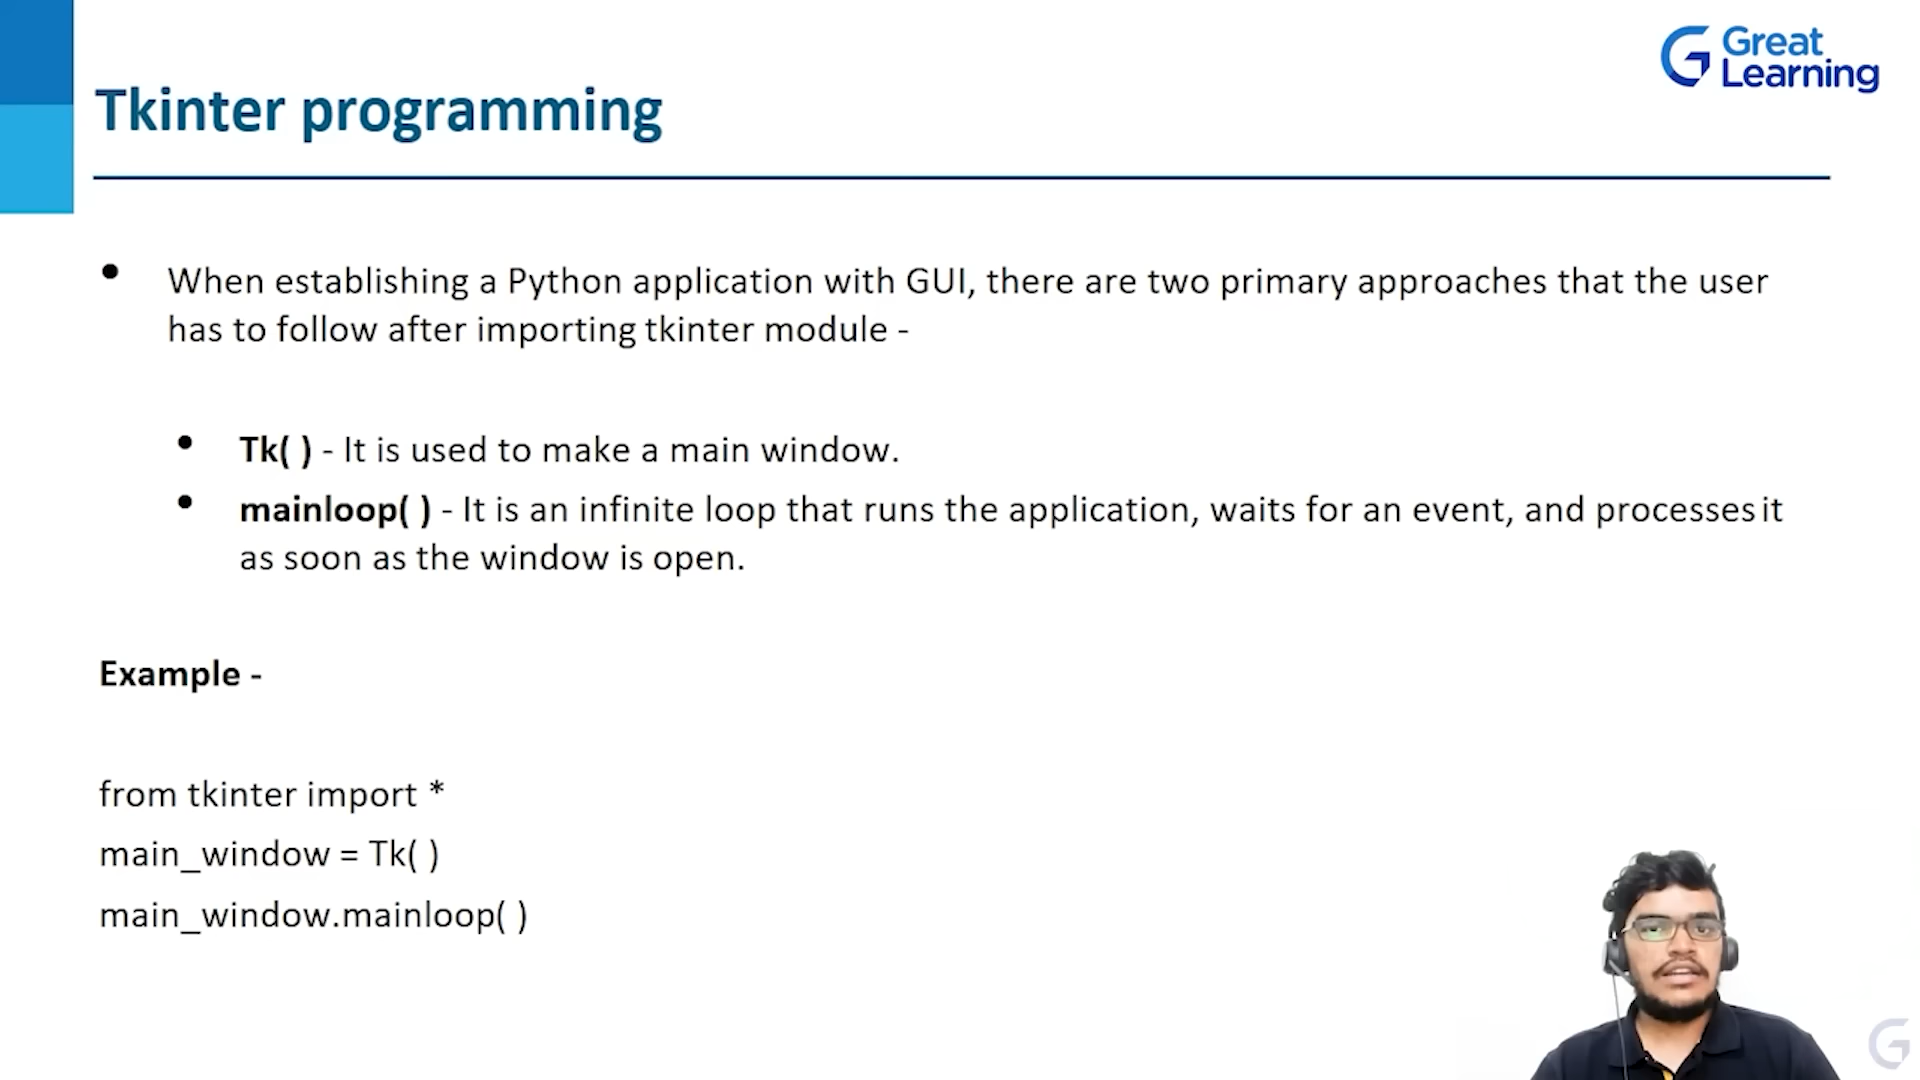 Great
Learning
Tkinter programming
• When establishing a Python application with GUI, there are two primary approaches that the user
has to follow after importing tkinter module -
• Tk( ) - It is used to make a main window.
• mainloop( ) - It is an infinite loop that runs the application, waits for an event, and processes it
as soon as the window is open.
Example -
from tkinter import *
main_window = Tk( )
main_window.mainloop( )